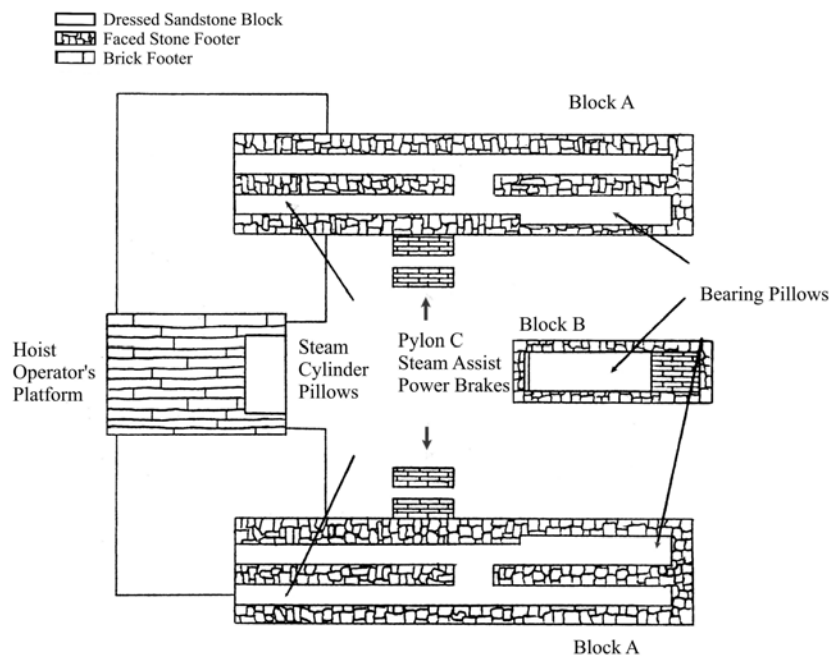 Dressed Sandstone Block
Faced Stone Footer
Brick Footer
Block A
Bearing Pillows
Block B
Hoist
Operator's
Platform
Steam
Cylinder
Pillows
Pylon C
Steam Assist
Power Brakes
Block A